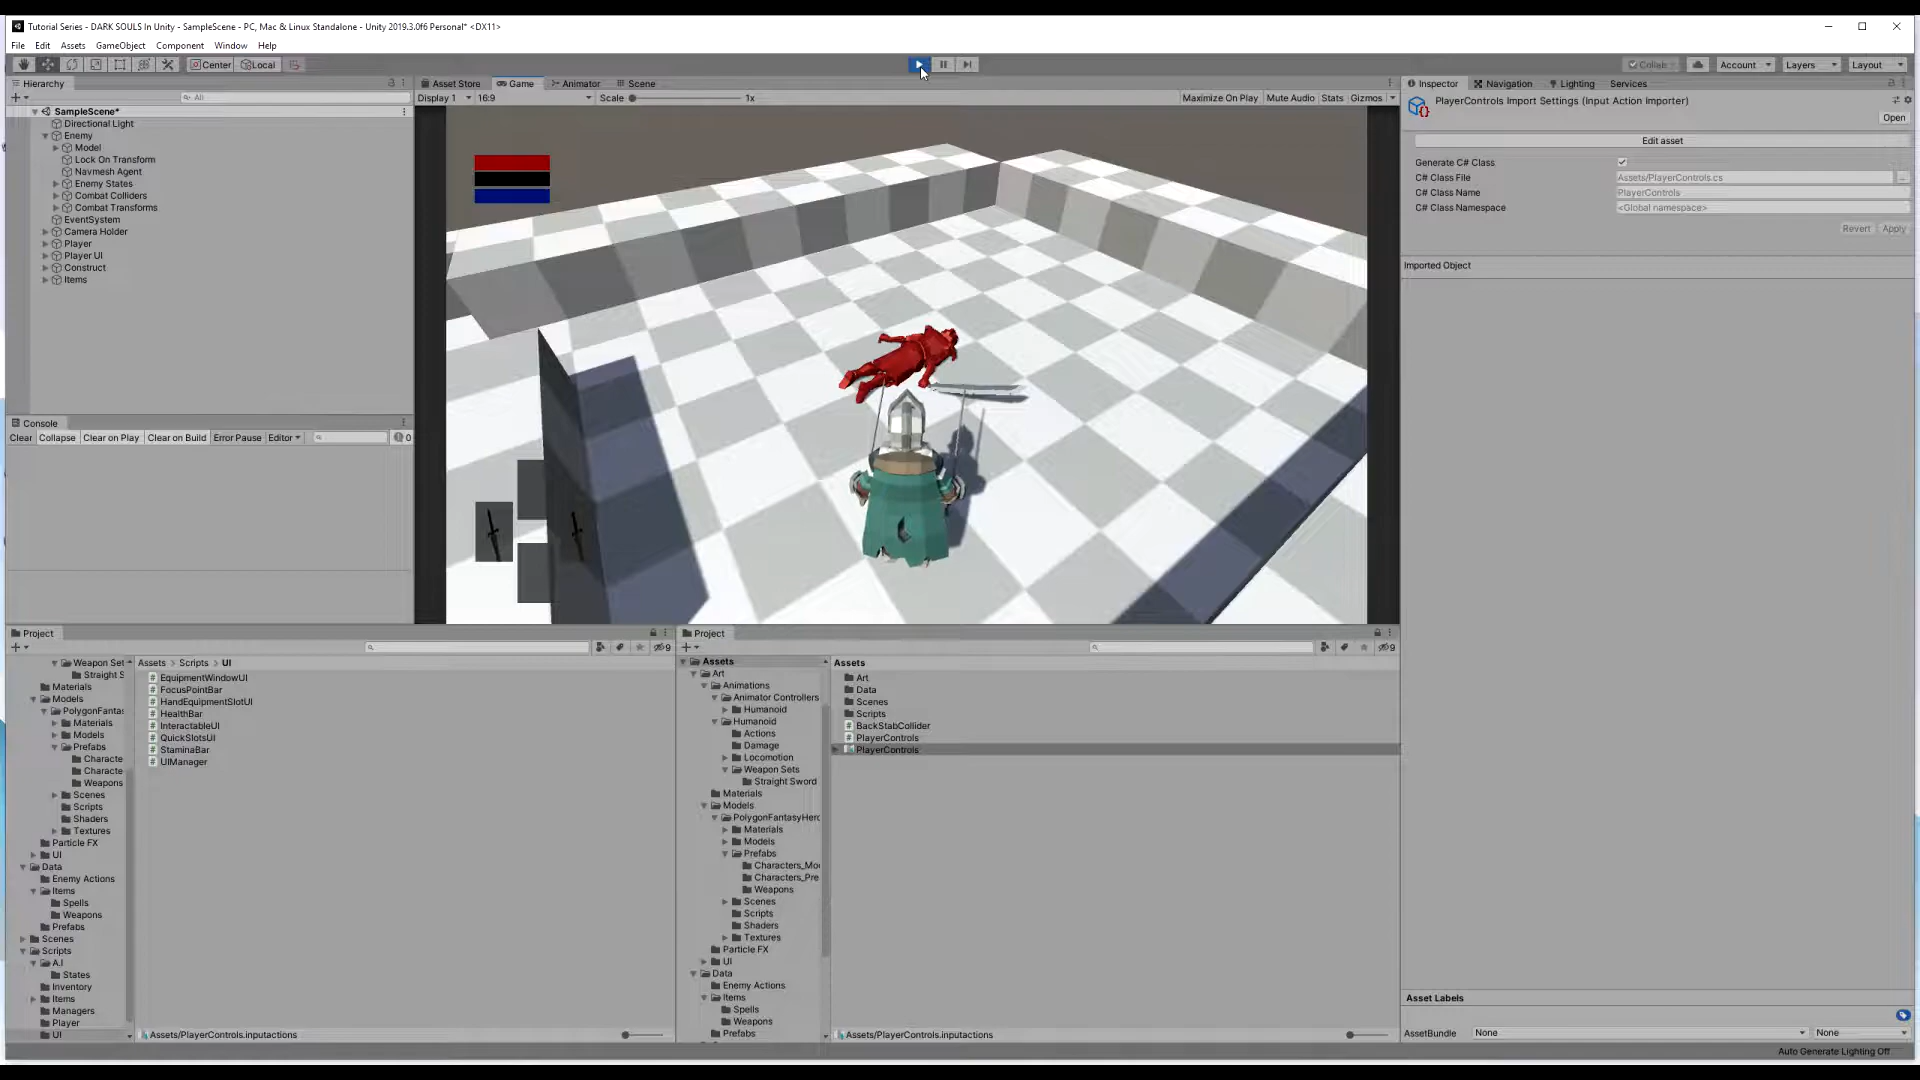 Tutorial Series - DARK SOULS In Unity - SampleScene - PC, Mac & Linux Standalone - Unity 2019.3.0f6 Personal* <DX11>
File Edit Assets GameObject Component Window Help
Center Local
Collab Account Layers Layout
Hierarchy
All
SampleScene*
Directional Light
Enemy
Model
Lock On Transform
Navmesh Agent
Enemy States
Combat Colliders
Combat Transforms
EventSystem
Camera Holder
Player
Player UI
Construct
Items
Asset Store Game Animator Scene
Display 1 16:9 Scale 1x Maximize On Play Mute Audio Stats Gizmos
Inspector Navigation Lighting Services
PlayerControls Import Settings (Input Action Importer)
Open
Edit asset
Generate C# Class
C# Class File Assets/PlayerControls.cs ...
C# Class Name PlayerControls
C# Class Namespace <Global namespace>
Revert Apply
Imported Object
Console
Clear Collapse Clear on Play Clear on Build Error Pause Editor 0
Project
9
Weapon Set
Straight S
Materials
Models
PolygonFantas
Materials
Models
Prefabs
Characte
Characte
Weapons
Scenes
Scripts
Shaders
Textures
Particle FX
UI
Data
Enemy Actions
Items
Spells
Weapons
Prefabs
Scenes
Scripts
A.I
States
Inventory
Items
Managers
Player
UI
Assets > Scripts > UI
EquipmentWindowUI
FocusPointBar
HandEquipmentSlotUI
HealthBar
InteractableUI
QuickSlotsUI
StaminaBar
UIManager
Assets/PlayerControls.inputactions
Project
9
Assets
Art
Animations
Animator Controllers
Humanoid
Humanoid
Actions
Damage
Locomotion
Weapon Sets
Straight Sword
Materials
Models
PolygonFantasyHero
Materials
Models
Prefabs
Characters_Mo
Characters_Pre
Weapons
Scenes
Scripts
Shaders
Textures
Particle FX
UI
Data
Enemy Actions
Items
Spells
Weapons
Prefabs
Assets
Art
Data
Scenes
Scripts
BackStabCollider
PlayerControls
PlayerControls
Assets/PlayerControls.inputactions
Asset Labels
AssetBundle None None
Auto Generate Lighting Off